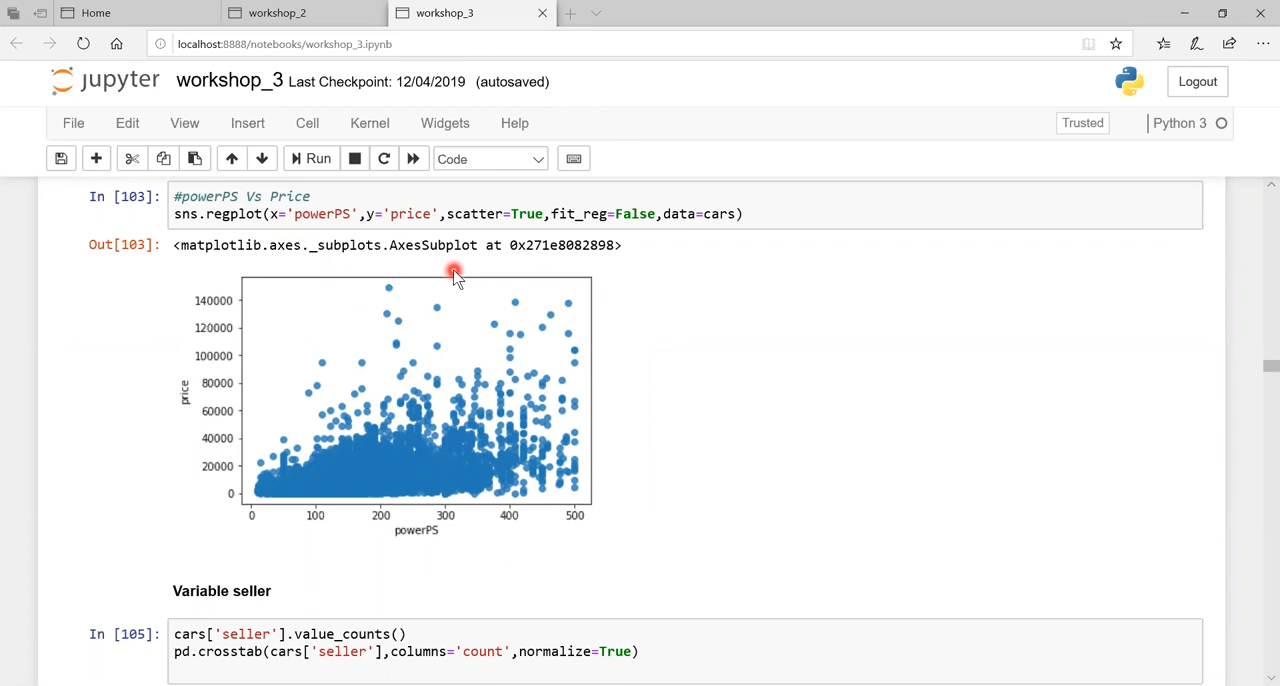 Home
workshop_2
workshop_3
localhost:8888/notebooks/workshop_3.ipynb
jupyter workshop_3 Last Checkpoint: 12/04/2019 (autosaved)
Logout
File Edit View Insert Cell Kernel Widgets Help
Trusted
Python 3
Run
Code
In [103]: #powerPS Vs Price
sns.regplot(x='powerPS',y='price',scatter=True,fit_reg=False,data=cars)
Out[103]: <matplotlib.axes._subplots.AxesSubplot at 0x271e8082898>
140000
120000
100000
80000
60000
40000
20000
0
price
0 100 200 300 400 500
powerPS
Variable seller
In [105]: cars['seller'].value_counts()
pd.crosstab(cars['seller'],columns='count',normalize=True)